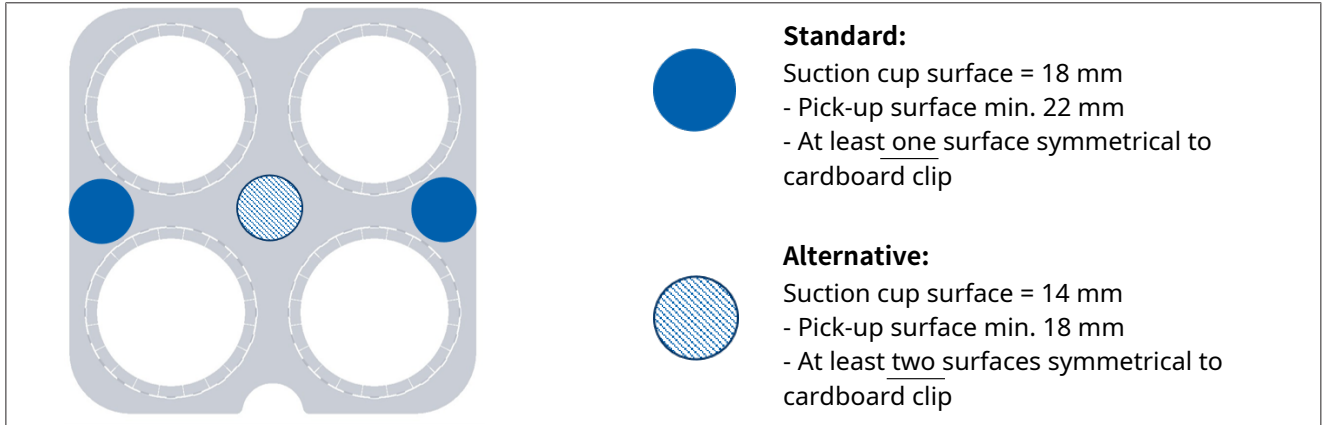 Standard:
Suction cup surface = 18 mm
- Pick-up surface min. 22 mm
- At least one surface symmetrical to
cardboard clip
Alternative:
Suction cup surface = 14 mm
- Pick-up surface min. 18 mm
- At least two surfaces symmetrical to
cardboard clip